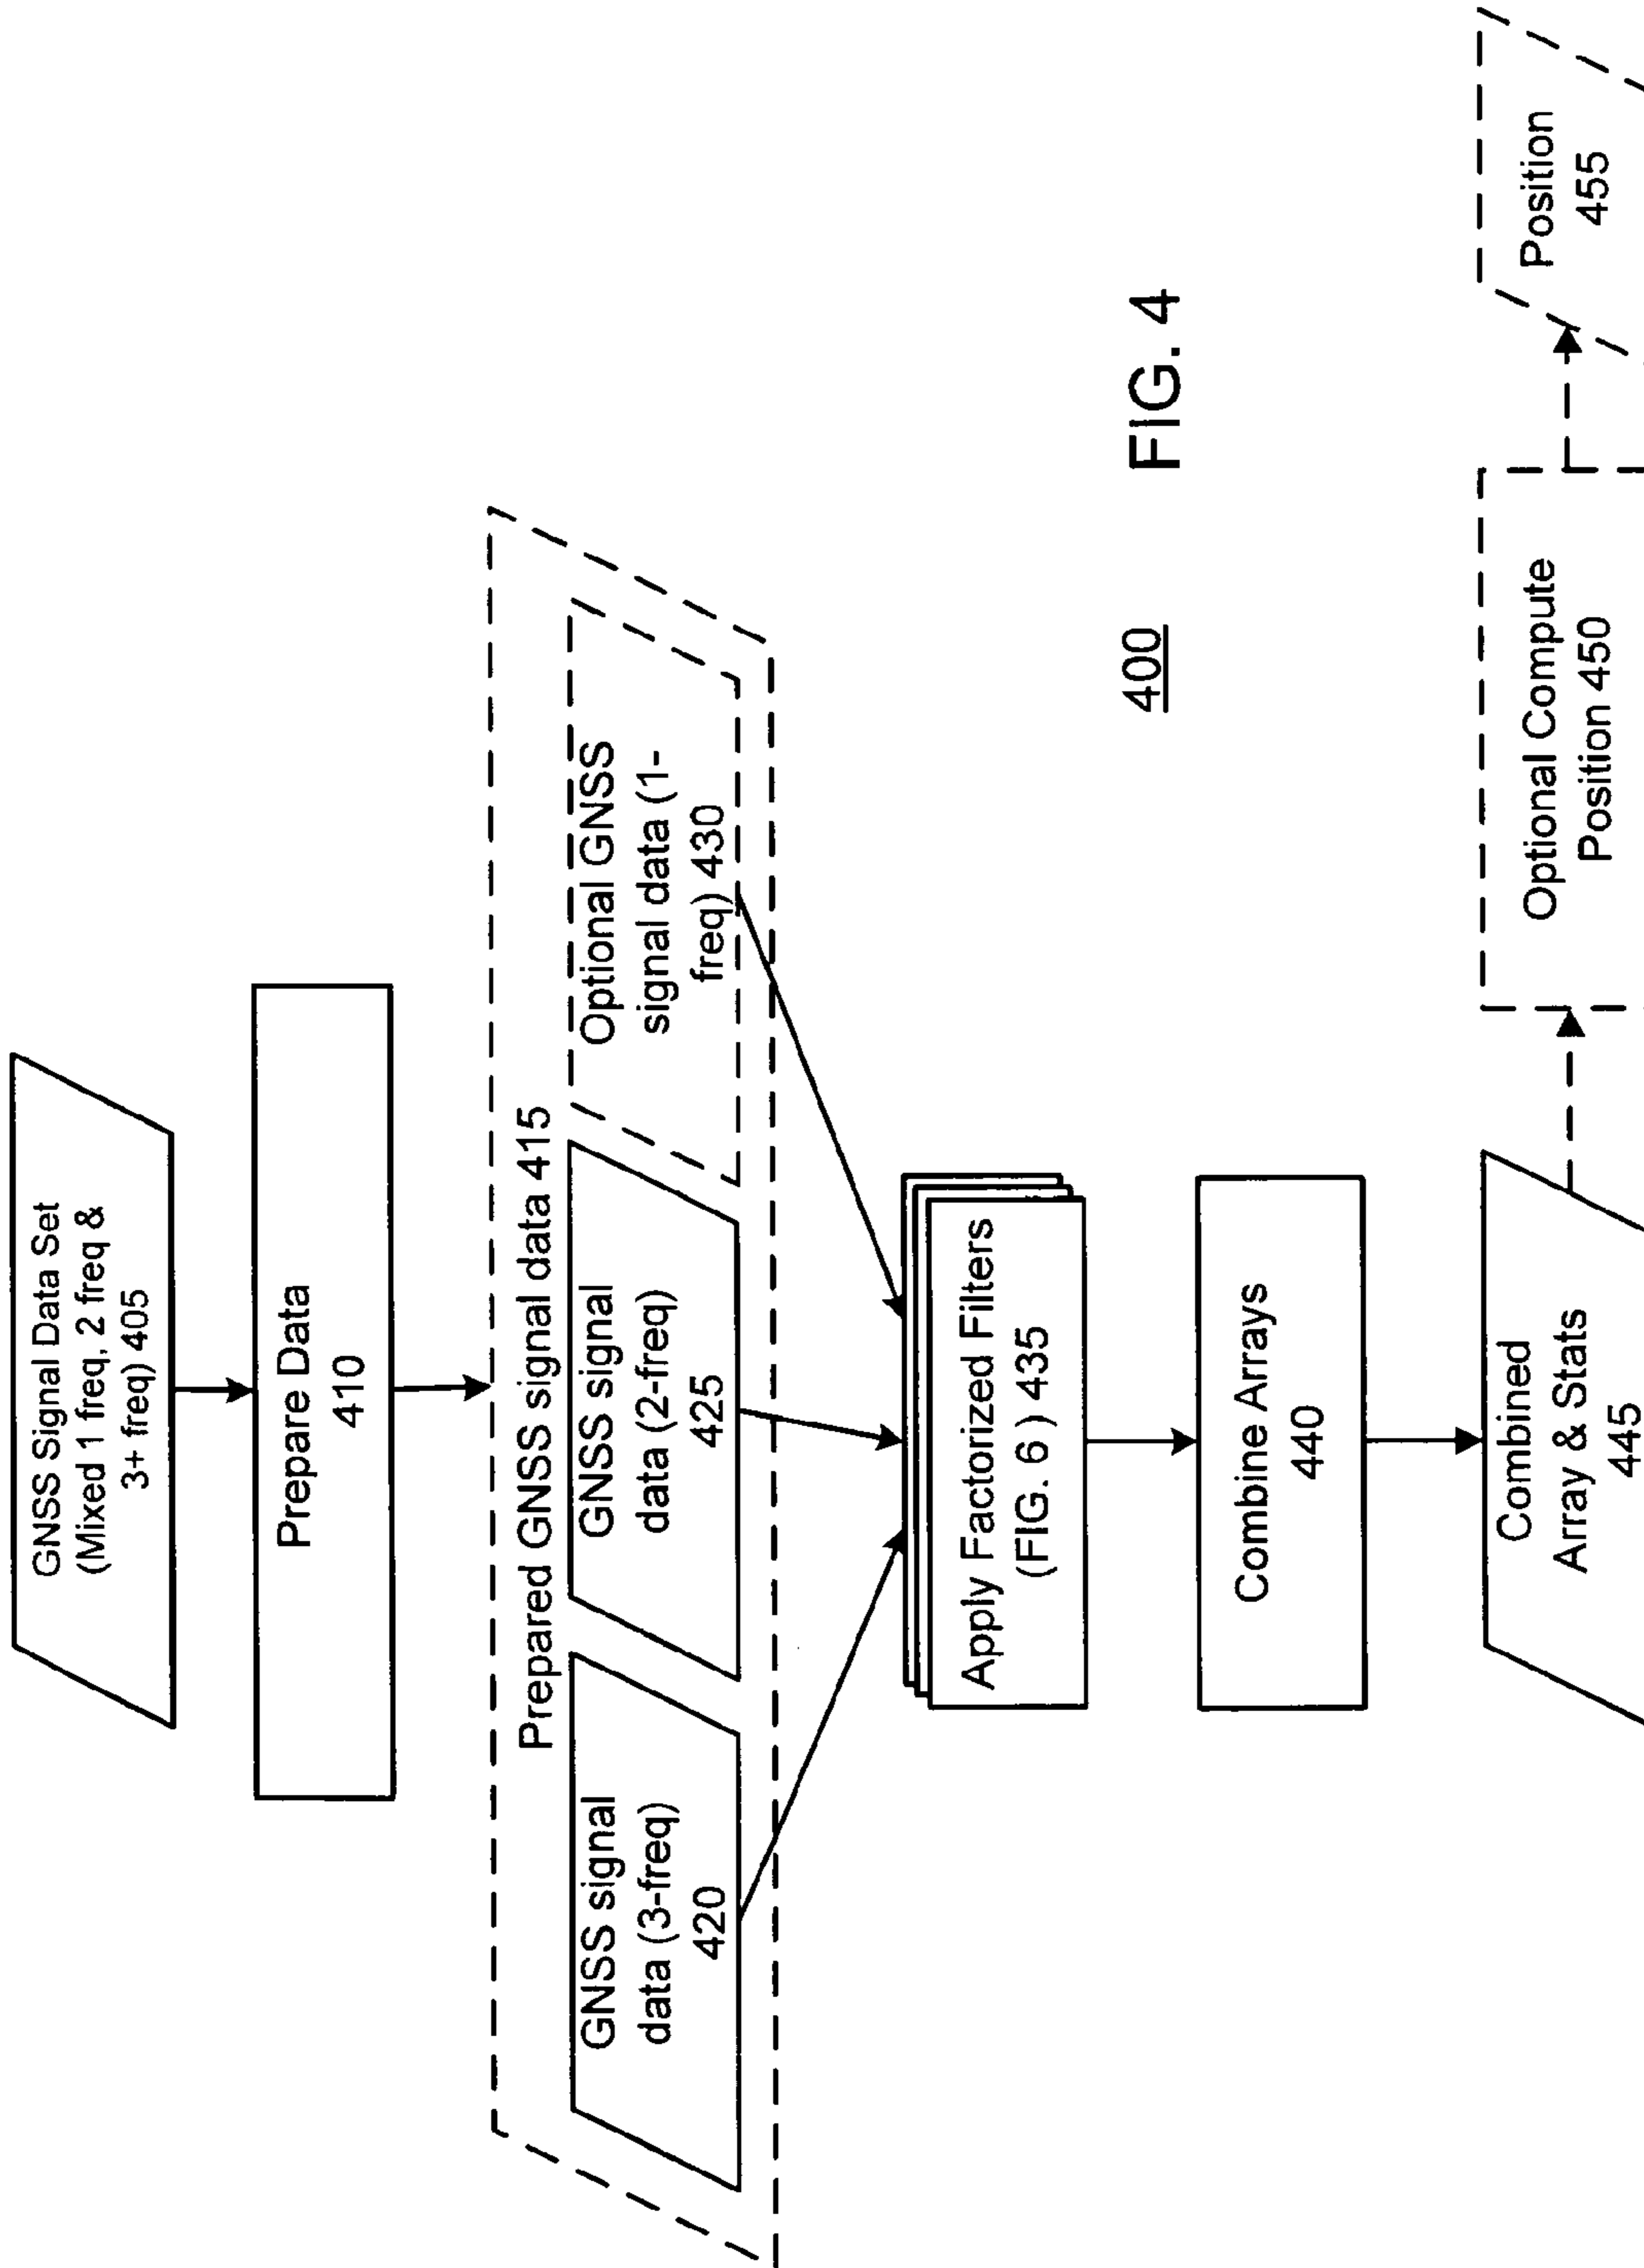 GNSS Signal Data Set
(Mixed 1 freq, 2 freq &
3+ freq) 405
Prepare Data
410
Prepared GNSS signal data 415
GNSS signal
data (3-freq)
420
GNSS signal
data (2-freq)
425
Optional GNSS
signal data (1-
freq) 430
Apply Factorized Filters
(FIG. 6 ) 435
Combine Arrays
440
400
FIG. 4
Combined
Array & Stats
445
Optional Compute
Position 450
Position
455